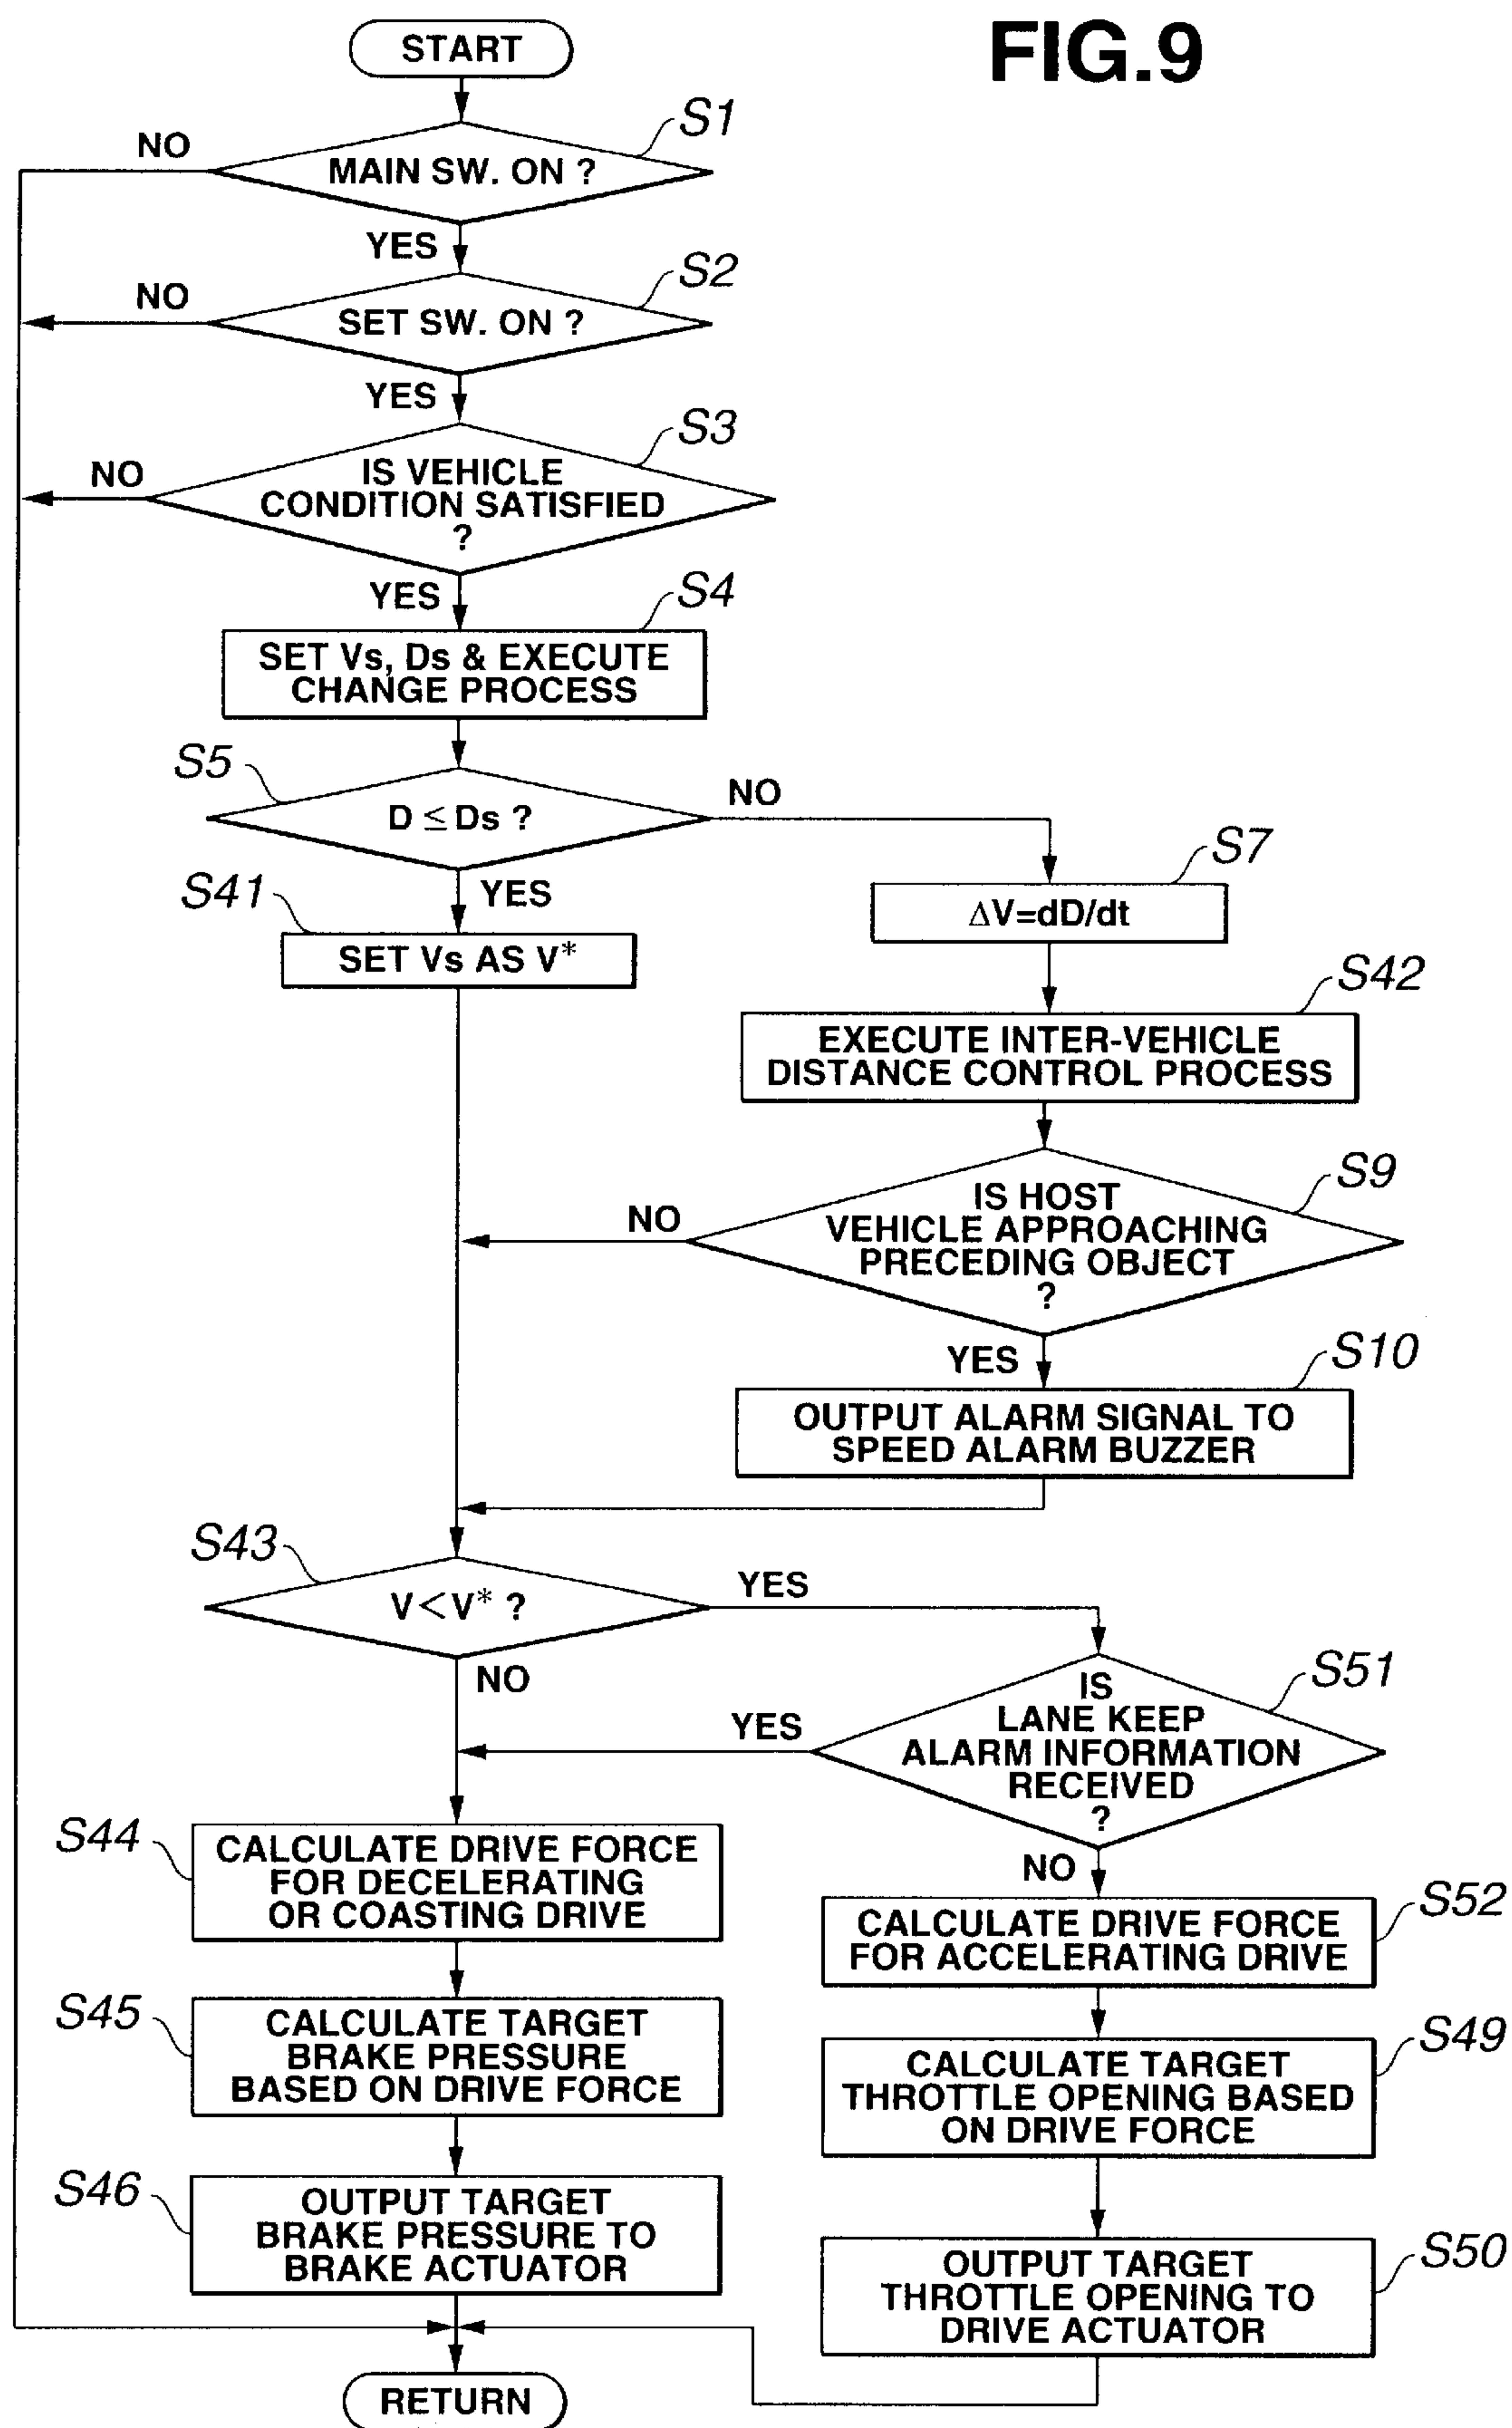 FIG.9
START
S1
NO
MAIN SW. ON ?
YES
S2
NO
SET SW. ON ?
YES
S3
NO
IS VEHICLE
CONDITION SATISFIED
?
YES
S4
SET Vs, Ds & EXECUTE
CHANGE PROCESS
S5
D ≦ Ds ?
NO
S7
ΔV=dD/dt
S41
YES
SET Vs AS V*
S42
EXECUTE INTER-VEHICLE
DISTANCE CONTROL PROCESS
S9
NO
IS HOST
VEHICLE APPROACHING
PRECEDING OBJECT
?
YES
S10
OUTPUT ALARM SIGNAL TO
SPEED ALARM BUZZER
S43
V<V* ?
YES
NO
S51
YES
IS
LANE KEEP
ALARM INFORMATION
RECEIVED
?
NO
S44
CALCULATE DRIVE FORCE
FOR DECELERATING
OR COASTING DRIVE
S52
CALCULATE DRIVE FORCE
FOR ACCELERATING DRIVE
S45
CALCULATE TARGET
BRAKE PRESSURE
BASED ON DRIVE FORCE
S49
CALCULATE TARGET
THROTTLE OPENING BASED
ON DRIVE FORCE
S46
OUTPUT TARGET
BRAKE PRESSURE TO
BRAKE ACTUATOR
S50
OUTPUT TARGET
THROTTLE OPENING TO
DRIVE ACTUATOR
RETURN